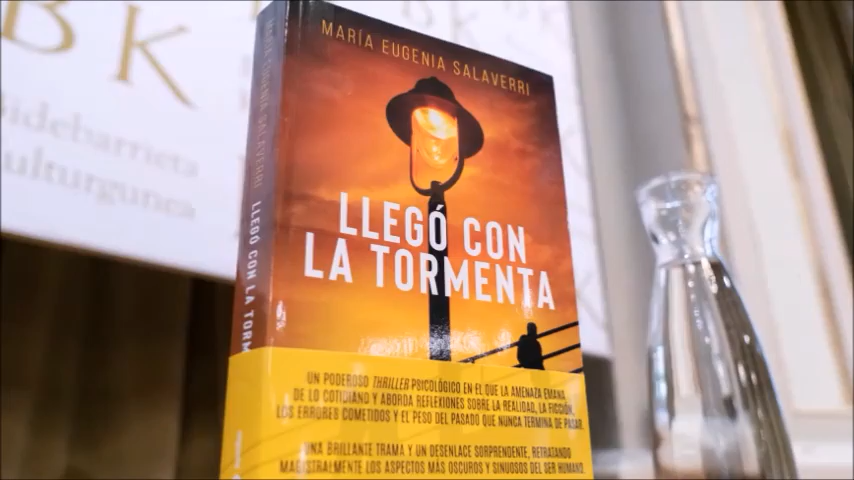 BK
Bidebarrieta
Kulturgunea
MARÍA EUGENIA SALAVERRI
LLEGÓ CON
LA TORMENTA
MARÍA EUGENIA SALAVERRI LLEGÓ CON LA TORM
UN PODEROSO THRILLER PSICOLÓGICO EN EL QUE LA AMENAZA EMANA
DE LO COTIDIANO Y ABORDA REFLEXIONES SOBRE LA REALIDAD, LA FICCIÓN,
LOS ERRORES COMETIDOS Y EL PESO DEL PASADO QUE NUNCA TERMINA DE PASAR.
UNA BRILLANTE TRAMA Y UN DESENLACE SORPRENDENTE, RETRATANDO
MAGISTRALMENTE LOS ASPECTOS MÁS OSCUROS Y SINUOSOS DEL SER HUMANO.